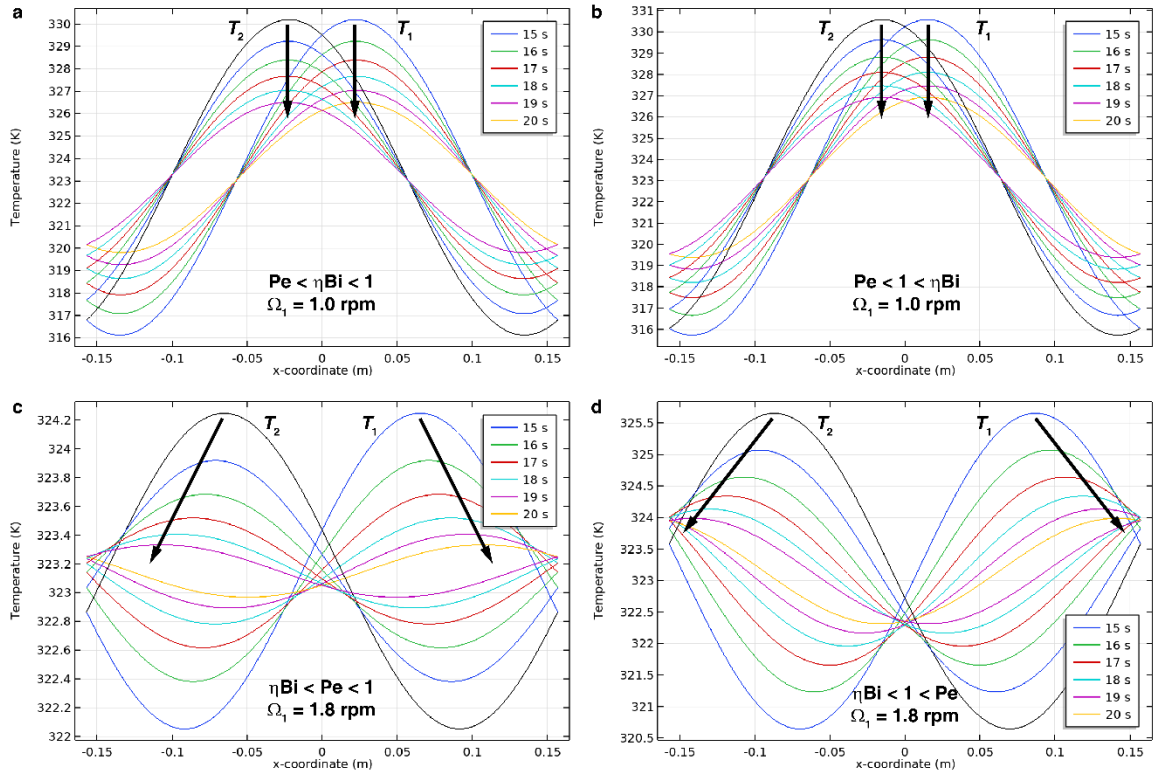 a
T2
T1
15 s
16 s
17 s
18 s
19 s
20 s
330
329
328
327
326
325
324
323
322
321
320
319
318
317
316
Temperature (K)
Pe < ηBi < 1
Ω1 = 1.0 rpm
-0.15 -0.1 -0.05 0 0.05 0.1 0.15
x-coordinate (m)
b
T2
T1
15 s
16 s
17 s
18 s
19 s
20 s
330
329
328
327
326
325
324
323
322
321
320
319
318
317
316
Temperature (K)
Pe < 1 < ηBi
Ω1 = 1.0 rpm
-0.15 -0.1 -0.05 0 0.05 0.1 0.15
x-coordinate (m)
c
T2
T1
15 s
16 s
17 s
18 s
19 s
20 s
324.2
324
323.8
323.6
323.4
323.2
323
322.8
322.6
322.4
322.2
322
Temperature (K)
ηBi < Pe < 1
Ω1 = 1.8 rpm
-0.15 -0.1 -0.05 0 0.05 0.1 0.15
x-coordinate (m)
d
T2
T1
325.5
325
324.5
324
323.5
323
322.5
322
321.5
321
320.5
Temperature (K)
15 s
16 s
17 s
18 s
19 s
20 s
ηBi < 1 < Pe
Ω1 = 1.8 rpm
-0.15 -0.1 -0.05 0 0.05 0.1 0.15
x-coordinate (m)